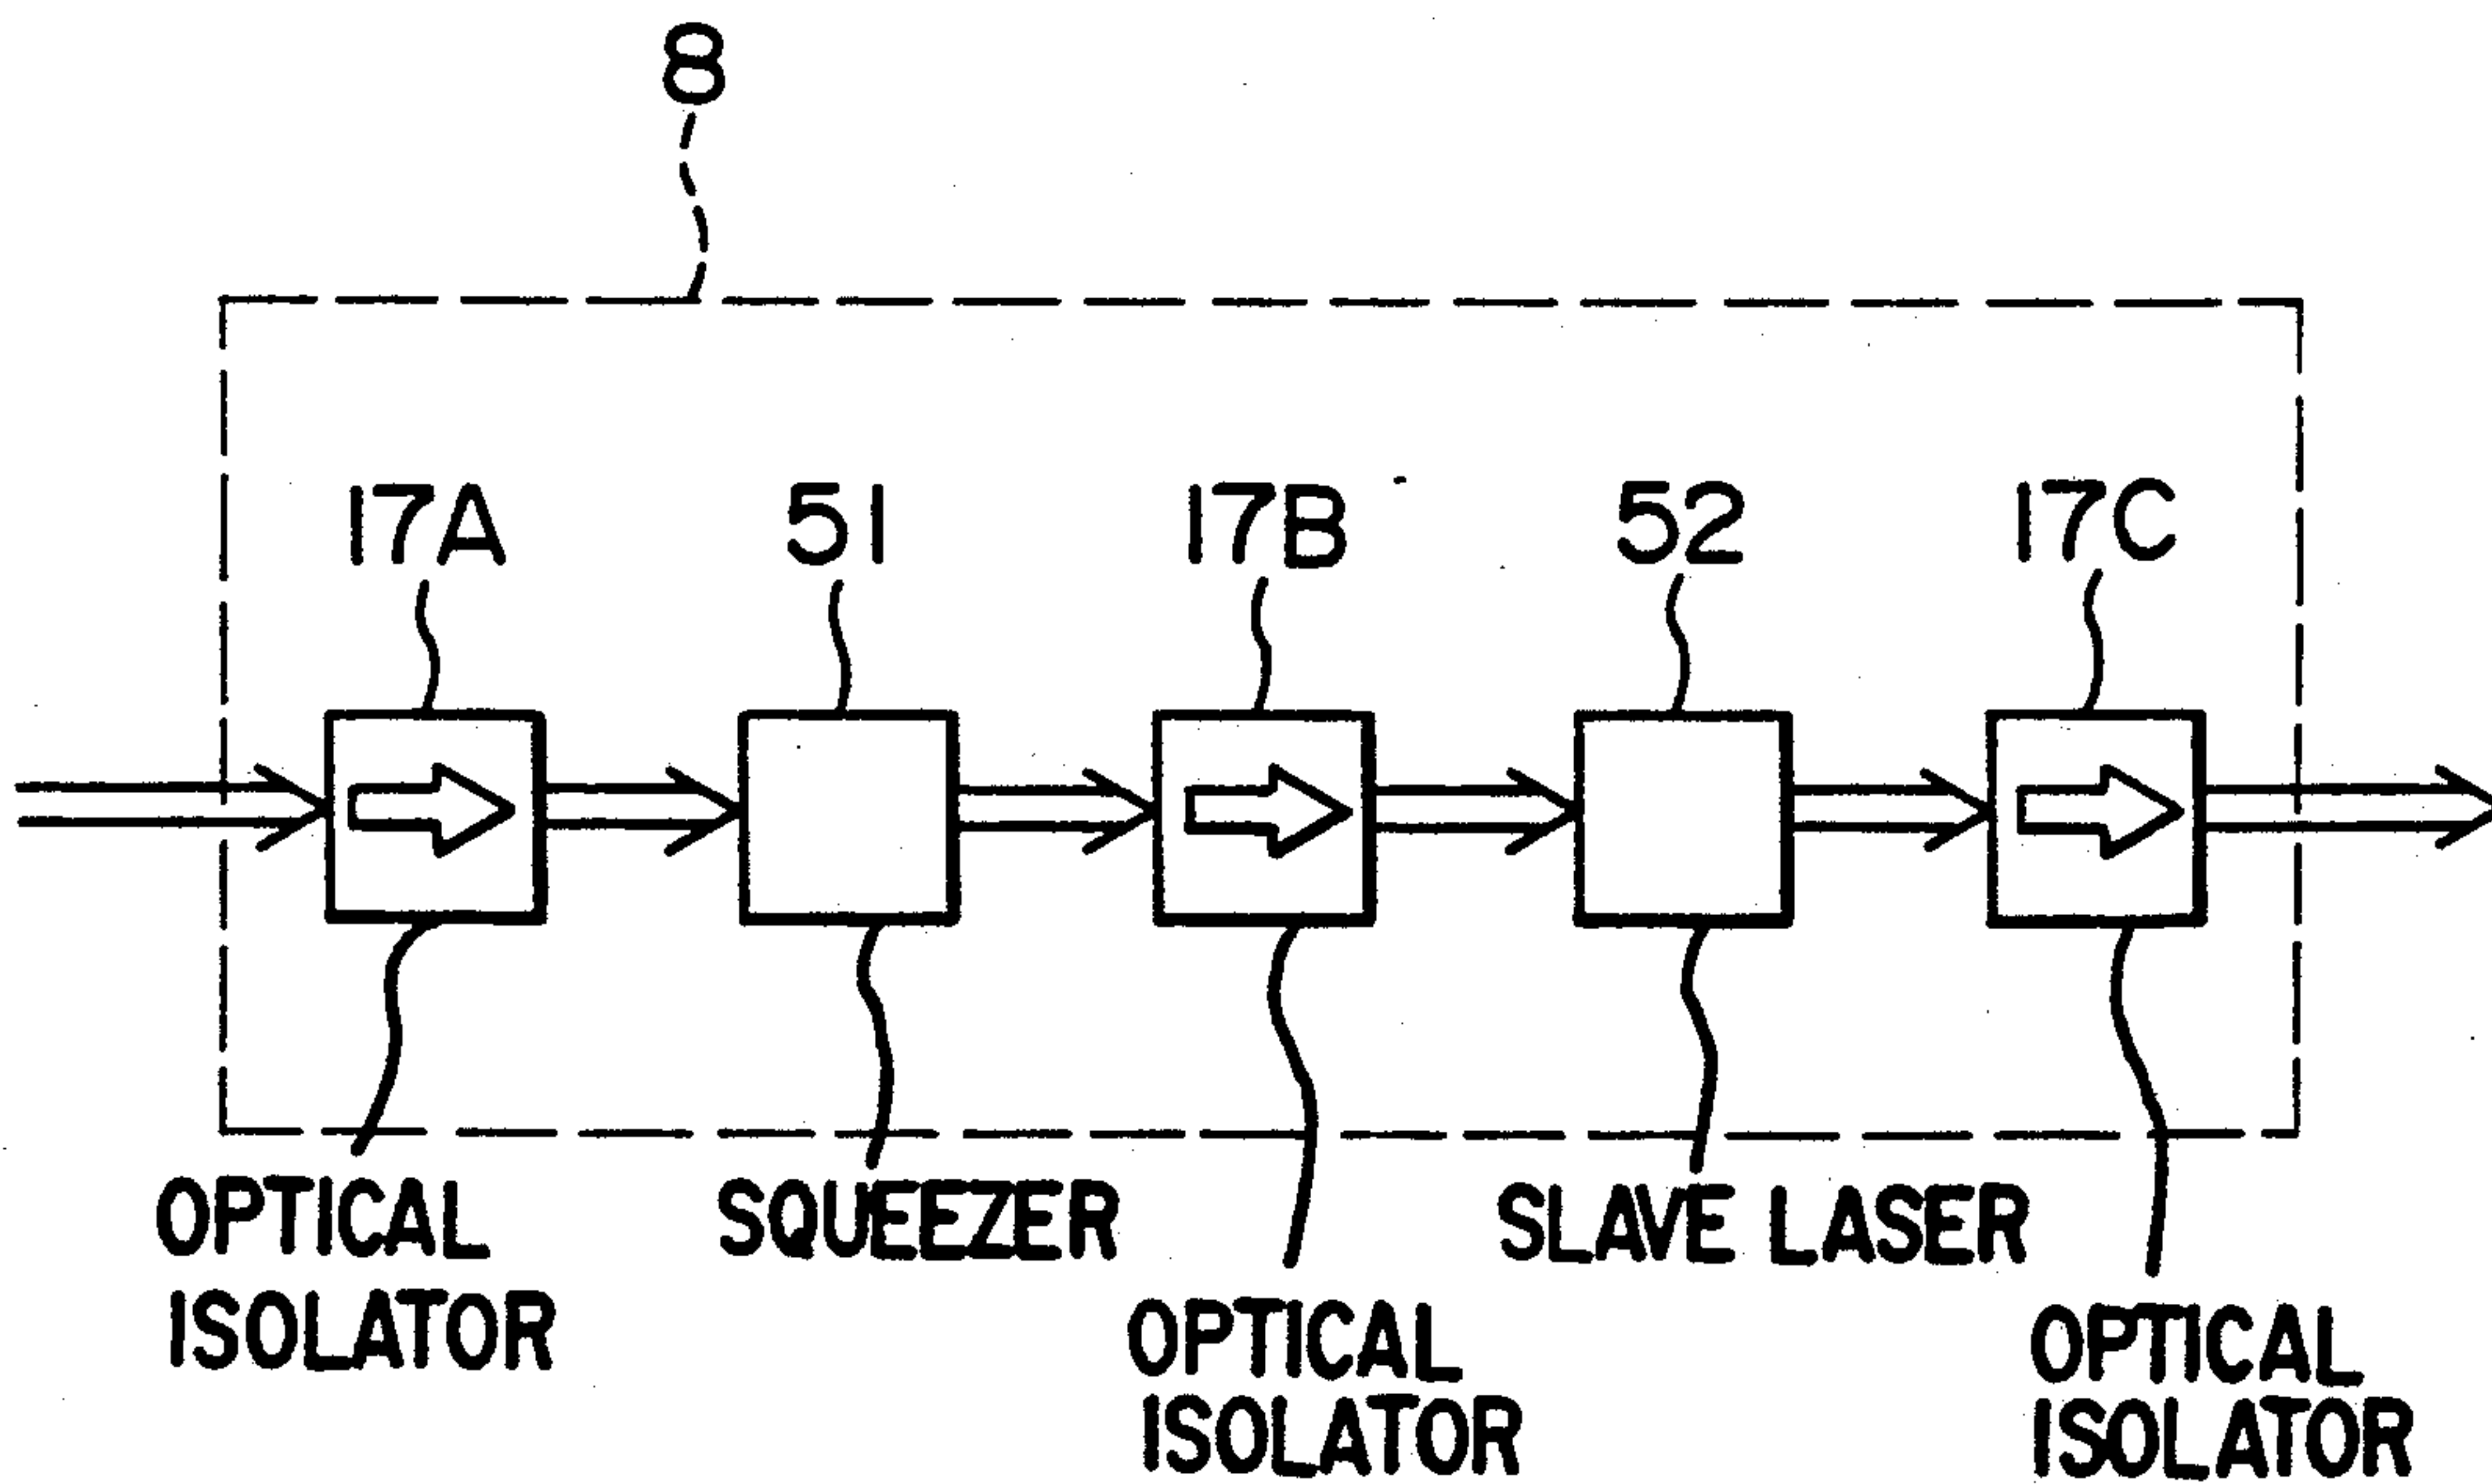 8
17A
51
17B
52
17C
OPTICAL
ISOLATOR
SQUEEZER
OPTICAL
ISOLATOR
SLAVE LASER
OPTICAL
ISOLATOR